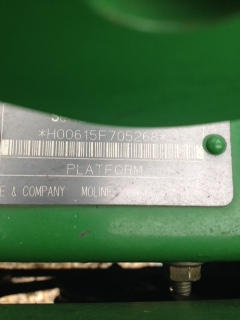 *H00615F705268*
PLATFORM
E & COMPANY MOLINE